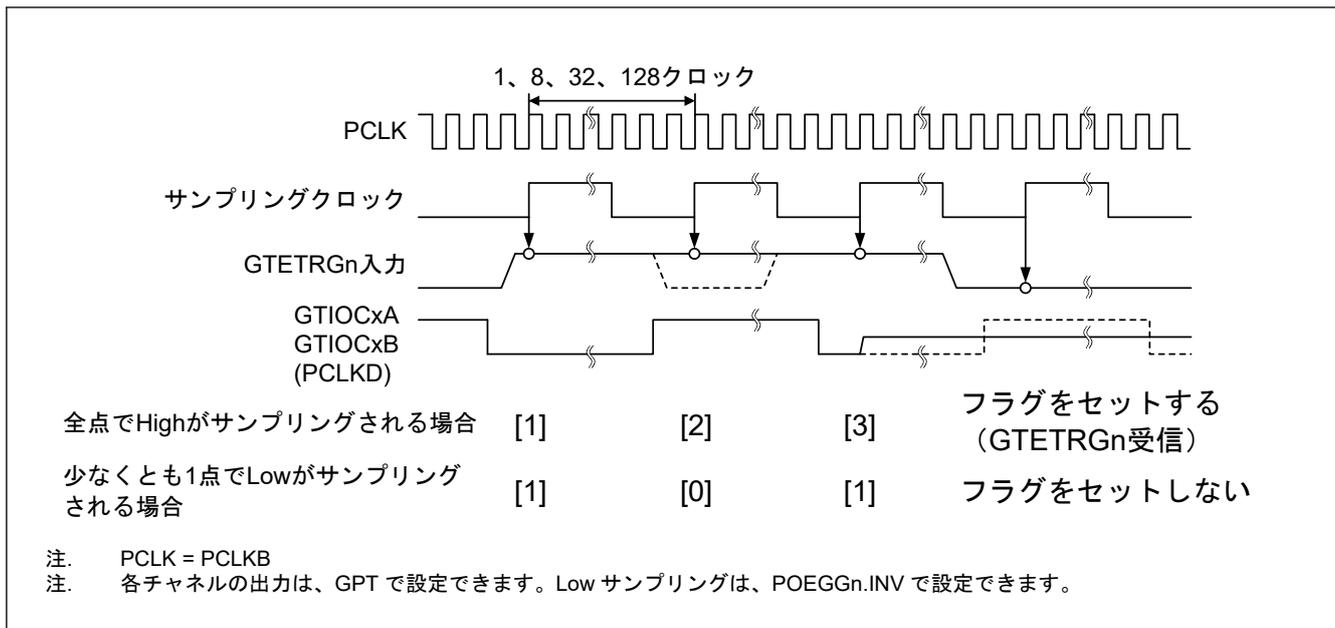 1、8、32、128クロック
PCLK
サンプリングクロック
GTETRGn入力
GTIOCxA
GTIOCxB
(PCLKD)
全点でHighがサンプリングされる場合 [1] [2] [3] フラグをセットする
（GTETRGn受信）
少なくとも1点でLowがサンプリング
される場合 [1] [0] [1] フラグをセットしない
注. PCLK = PCLKB
注. 各チャネルの出力は、GPT で設定できます。Low サンプリングは、POEGGn.INV で設定できます。